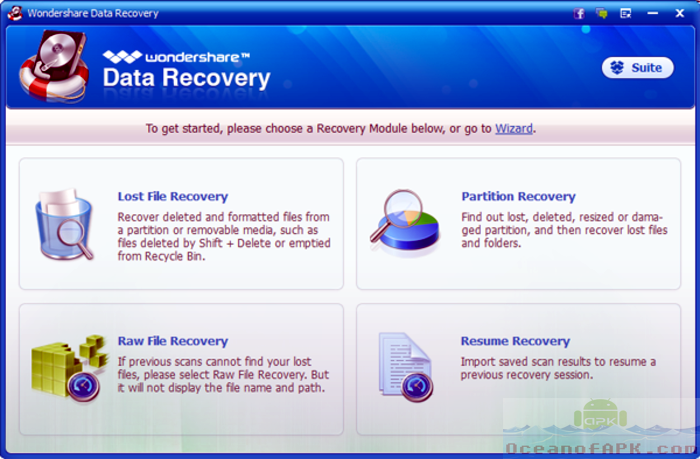 Wondershare Data Recovery
wondershare™
Data Recovery
Suite
To get started, please choose a Recovery Module below, or go to Wizard.
Lost File Recovery
Recover deleted and formatted files from
a partition or removable media, such as
files deleted by Shift + Delete or emptied
from Recycle Bin.
Partition Recovery
Find out lost, deleted, resized or dama-
ged partition, and then recover lost files
and folders.
Raw File Recovery
If previous scans cannot find your lost
files, please select Raw File Recovery. But
it will not display the file name and path.
Resume Recovery
Import saved scan results to resume a
previous recovery session.
APK
OceanofAPK.com